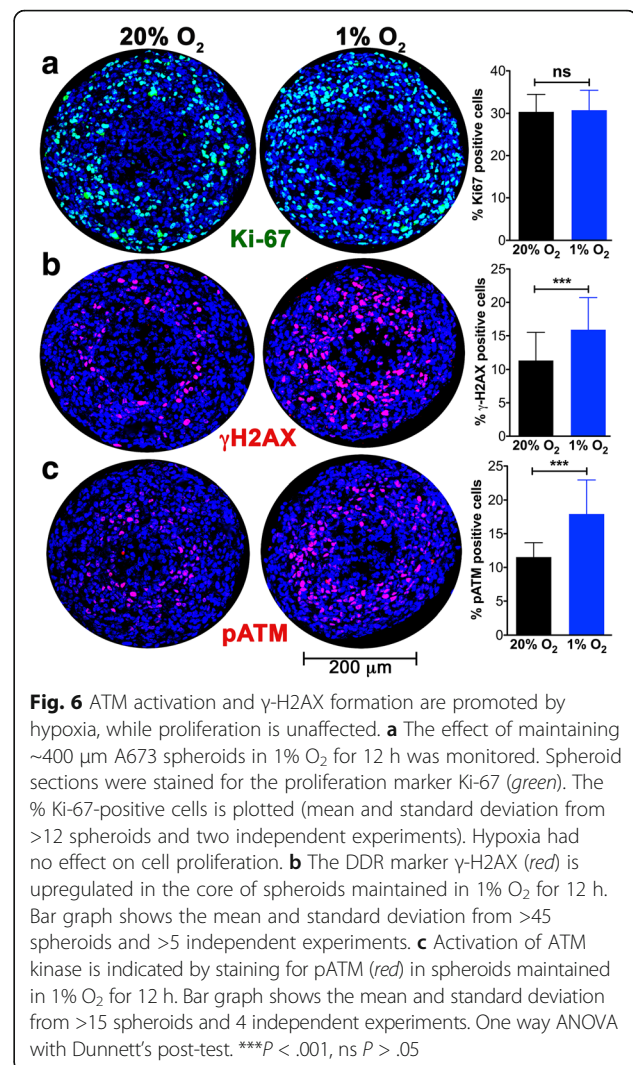 20% O₂ 1% O₂
a
Ki-67
% Ki67 positive cells
40
30
20
10
0
ns
20% O₂ 1% O₂
b
γH2AX
% γ-H2AX positive cells
25
20
15
10
5
0
***
20% O₂ 1% O₂
c
pATM
200 μm
% pATM positive cells
25
20
15
10
5
0
***
20% O₂ 1% O₂
Fig. 6 ATM activation and γ-H2AX formation are promoted by
hypoxia, while proliferation is unaffected. a The effect of maintaining
~400 μm A673 spheroids in 1% O₂ for 12 h was monitored. Spheroid
sections were stained for the proliferation marker Ki-67 (green). The
% Ki-67-positive cells is plotted (mean and standard deviation from
>12 spheroids and two independent experiments). Hypoxia had
no effect on cell proliferation. b The DDR marker γ-H2AX (red) is
upregulated in the core of spheroids maintained in 1% O₂ for 12 h.
Bar graph shows the mean and standard deviation from >45
spheroids and >5 independent experiments. c Activation of ATM
kinase is indicated by staining for pATM (red) in spheroids maintained
in 1% O₂ for 12 h. Bar graph shows the mean and standard deviation
from >15 spheroids and 4 independent experiments. One way ANOVA
with Dunnett's post-test. ***P < .001, ns P > .05